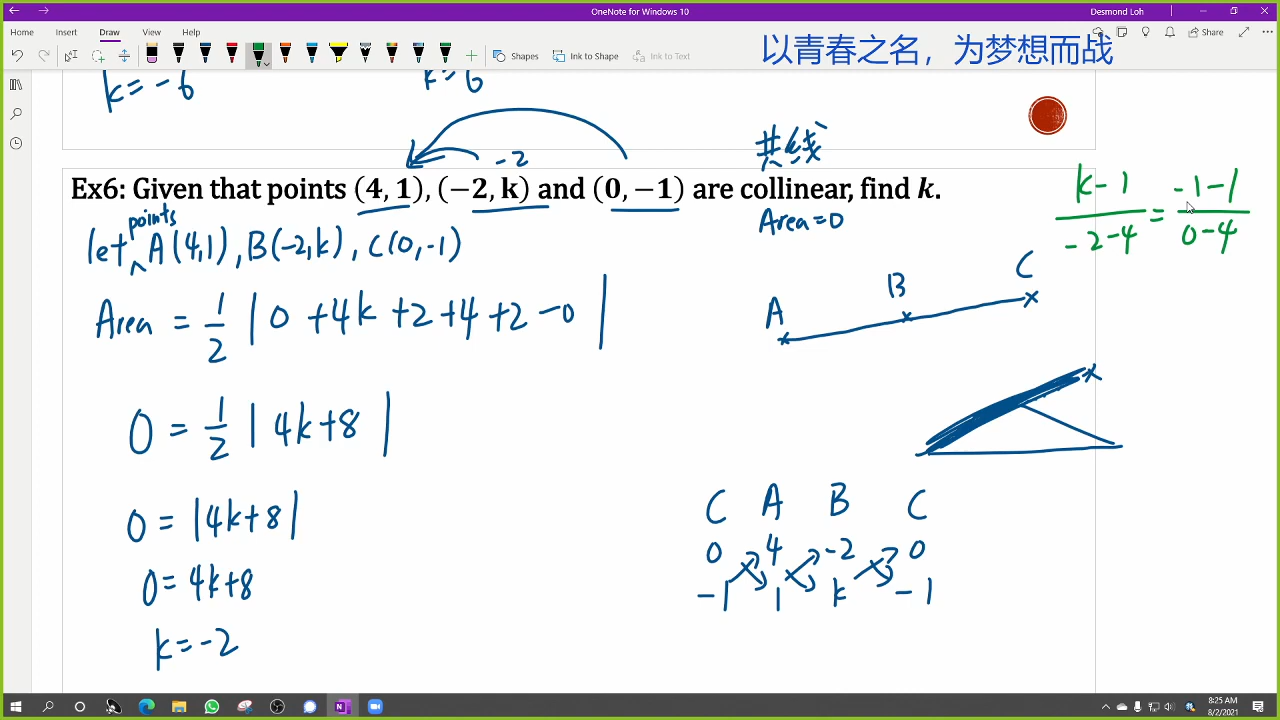 OneNote for Windows 10
Desmond Loh
Home Insert Draw View Help
Shapes Ink to Shape Ink to Text Share
以青春之名，为梦想而战
k = -6
k = 6
-2
共线
Ex6: Given that points (4, 1), (−2, k) and (0, −1) are collinear, find k.
Area = 0
k-1 / -2-4 = -1-1 / 0-4
points
let ^ A(4,1), B(-2,k), C(0,-1)
A B C
Area = 1/2 | 0 + 4k + 2 + 4 + 2 - 0 |
0 = 1/2 | 4k+8 |
0 = |4k+8|
0 = 4k+8
k = -2
C A B C
0 4 -2 0
-1 1 k -1
8:25 AM
8/2/2021